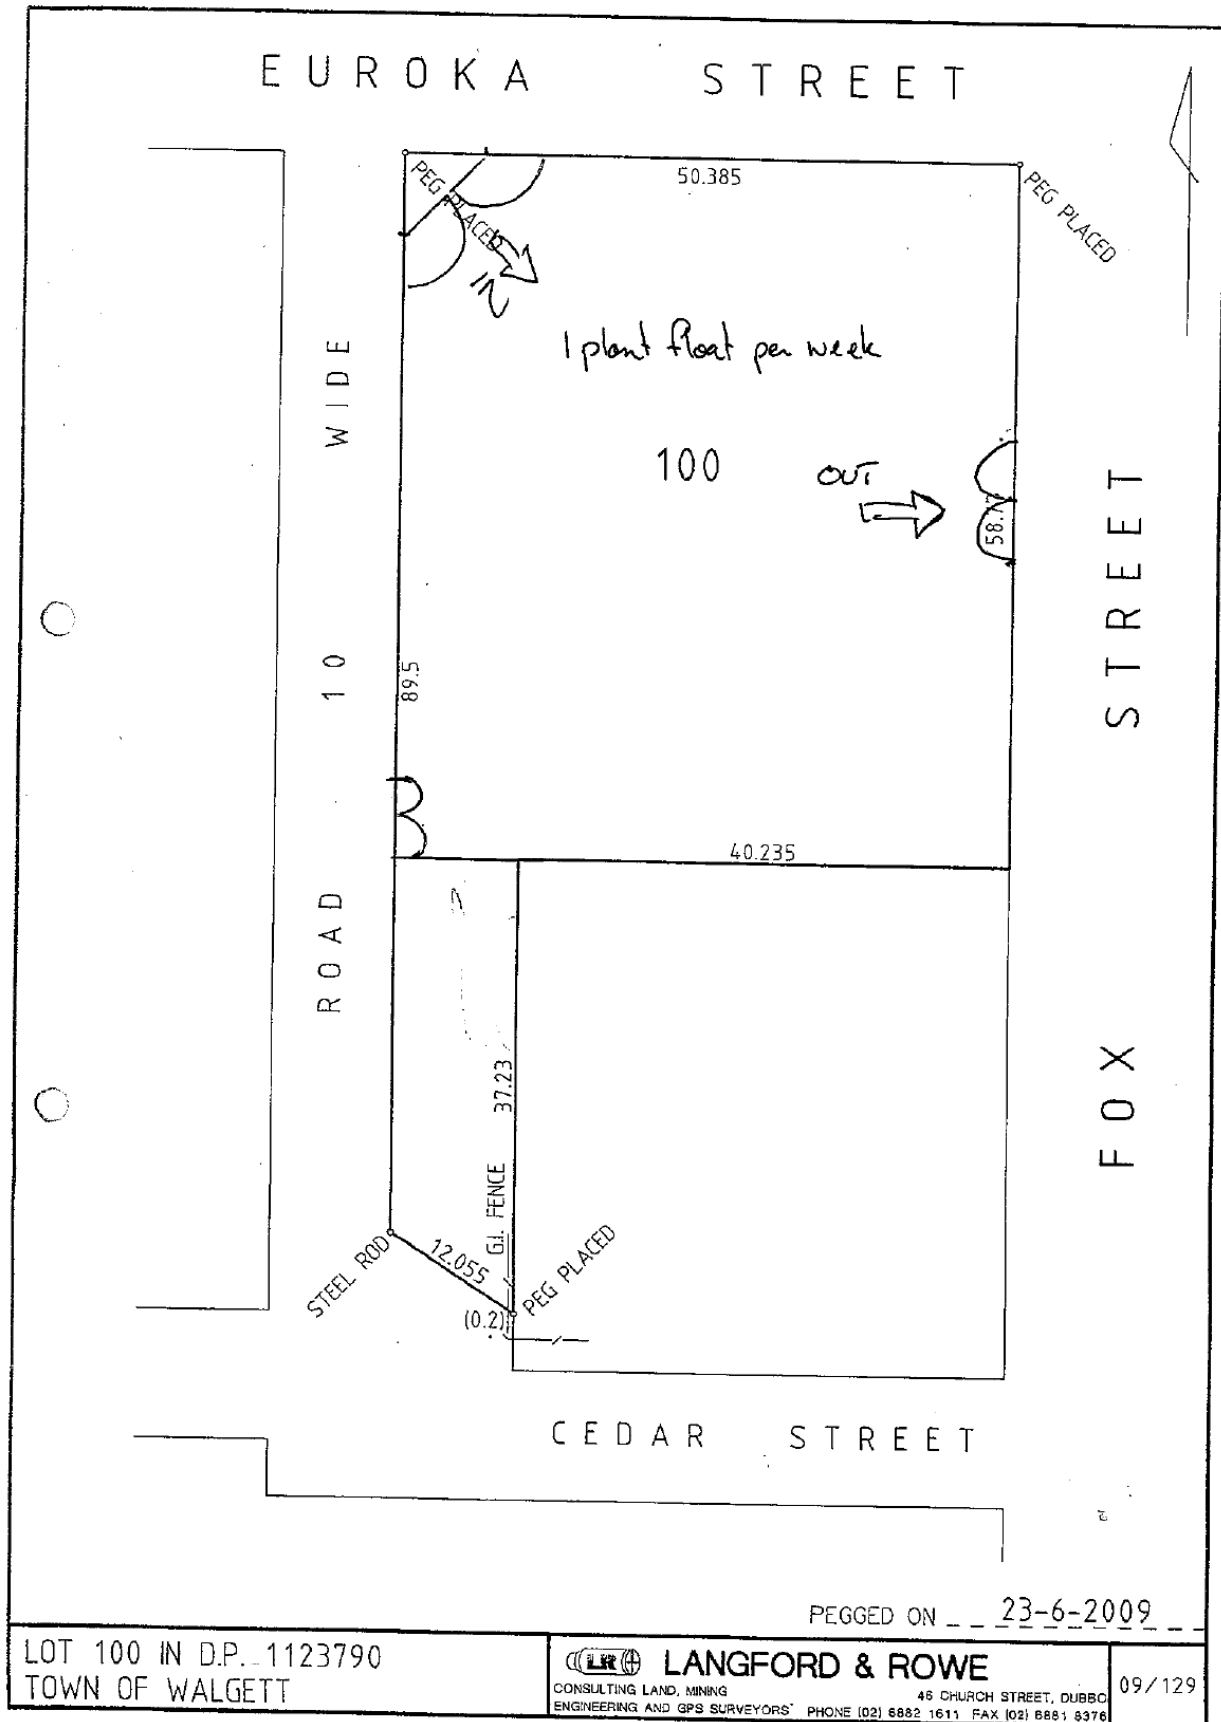 EUROKA STREET
PEG PLACED
50.385
PEG PLACED
IN
1 plant float per week
WIDE
100
OUT
STREET
10
89.5
40.235
ROAD
37.23
FOX
G.I. FENCE
STEEL ROD
12.055
PEG PLACED
(0.2)
CEDAR STREET
PEGGED ON 23-6-2009
LOT 100 IN D.P. 1123790
TOWN OF WALGETT
LR
LANGFORD & ROWE
CONSULTING LAND, MINING
ENGINEERING AND GPS SURVEYORS
46 CHURCH STREET, DUBBO
PHONE (02) 6882 1611 FAX (02) 6881 8376
09/129